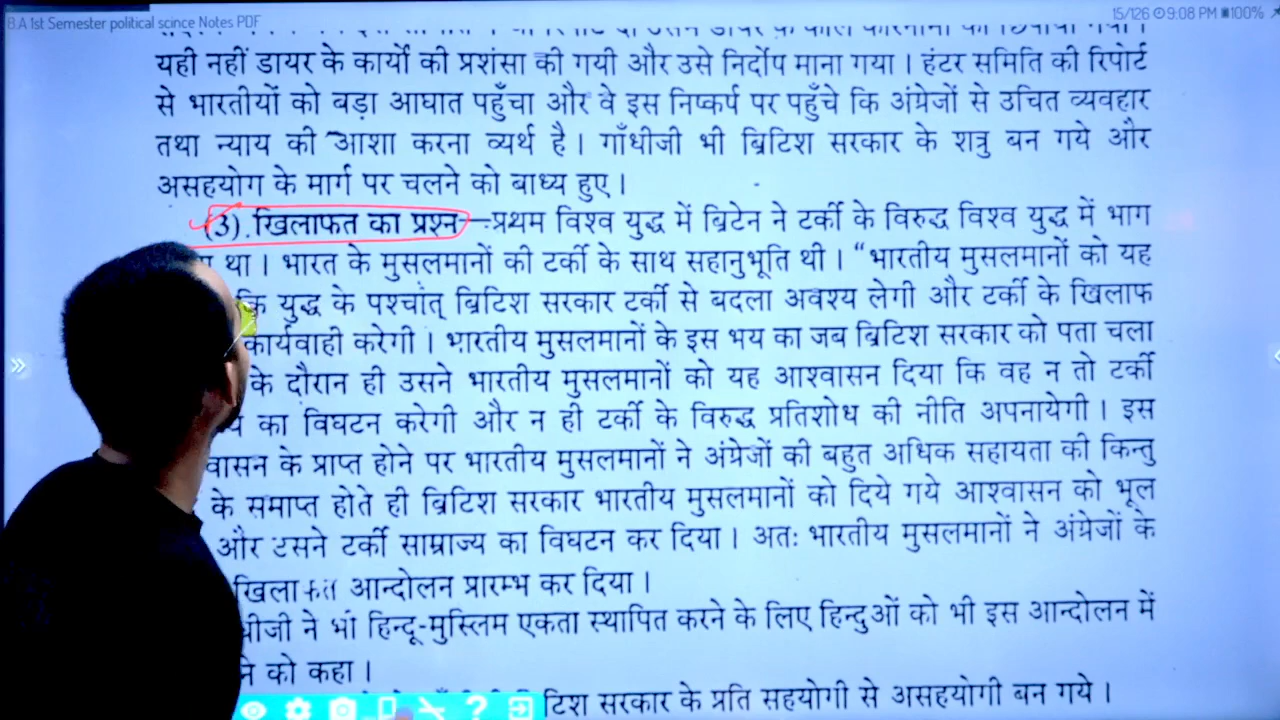 B.A 1st Semester political scince Notes PDF
15/126 9:08 PM 100%
यही नहीं डायर के कार्यों की प्रशंसा की गयी और उसे निर्दोष माना गया । हंटर समिति की रिपोर्ट
से भारतीयों को बड़ा आघात पहुँचा और वे इस निष्कर्ष पर पहुँचे कि अंग्रेजों से उचित व्यवहार
तथा न्याय की आशा करना व्यर्थ है । गाँधीजी भी ब्रिटिश सरकार के शत्रु बन गये और
असहयोग के मार्ग पर चलने को बाध्य हुए ।
(3). खिलाफत का प्रश्न—प्रथम विश्व युद्ध में ब्रिटेन ने टर्की के विरुद्ध विश्व युद्ध में भाग
था । भारत के मुसलमानों की टर्की के साथ सहानुभूति थी । “भारतीय मुसलमानों को यह
कि युद्ध के पश्चांत् ब्रिटिश सरकार टर्की से बदला अवश्य लेगी और टर्की के खिलाफ
कार्यवाही करेगी । भारतीय मुसलमानों के इस भय का जब ब्रिटिश सरकार को पता चला
के दौरान ही उसने भारतीय मुसलमानों को यह आश्वासन दिया कि वह न तो टर्की
का विघटन करेगी और न ही टर्की के विरुद्ध प्रतिशोध की नीति अपनायेगी । इस
वासन के प्राप्त होने पर भारतीय मुसलमानों ने अंग्रेजों की बहुत अधिक सहायता की किन्तु
के समाप्त होते ही ब्रिटिश सरकार भारतीय मुसलमानों को दिये गये आश्वासन को भूल
और उसने टर्की साम्राज्य का विघटन कर दिया । अतः भारतीय मुसलमानों ने अंग्रेजों के
आन्दोलन प्रारम्भ कर दिया ।
ने भी हिन्दू-मुस्लिम एकता स्थापित करने के लिए हिन्दुओं को भी इस आन्दोलन में
को कहा ।
टिश सरकार के प्रति सहयोगी से असहयोगी बन गये ।